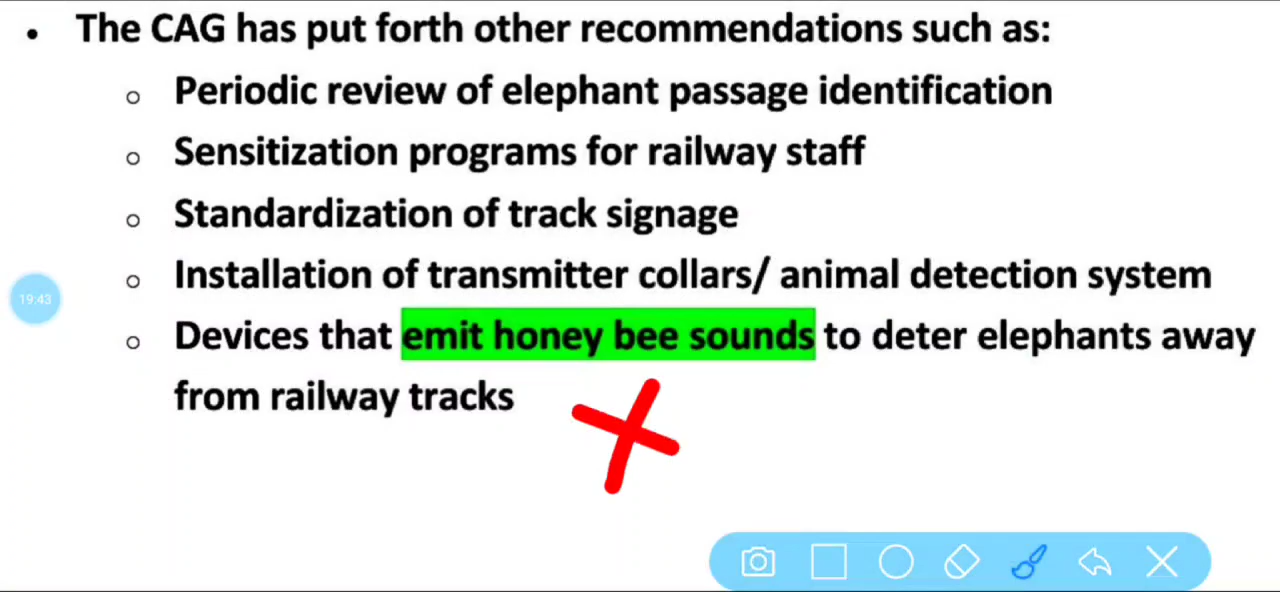 The CAG has put forth other recommendations such as:
Periodic review of elephant passage identification
Sensitization programs for railway staff
Standardization of track signage
Installation of transmitter collars/ animal detection system
19:43
Devices that emit honey bee sounds to deter elephants away
from railway tracks